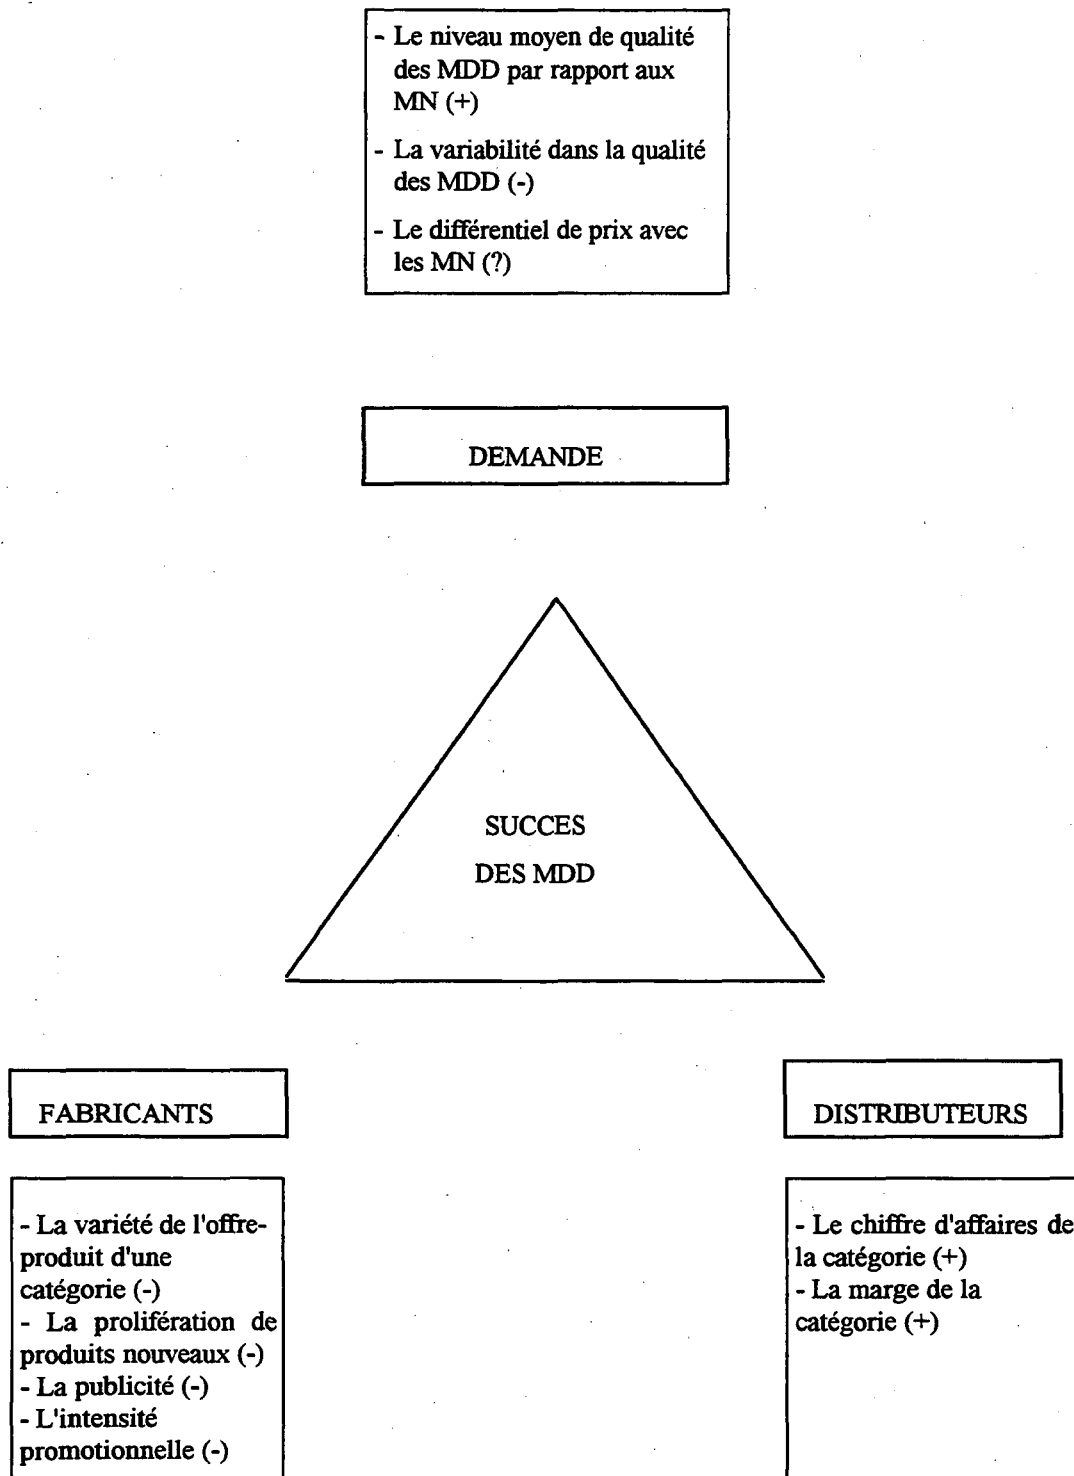 - Le niveau moyen de qualité
des MDD par rapport aux
MN (+)
- La variabilité dans la qualité
des MDD (-)
- Le différentiel de prix avec
les MN (?)
DEMANDE
SUCCES
DES MDD
FABRICANTS
- La variété de l'offre-
produit d'une
catégorie (-)
- La prolifération de
produits nouveaux (-)
- La publicité (-)
- L'intensité
promotionnelle (-)
DISTRIBUTEURS
- Le chiffre d'affaires de
la catégorie (+)
- La marge de la
catégorie (+)